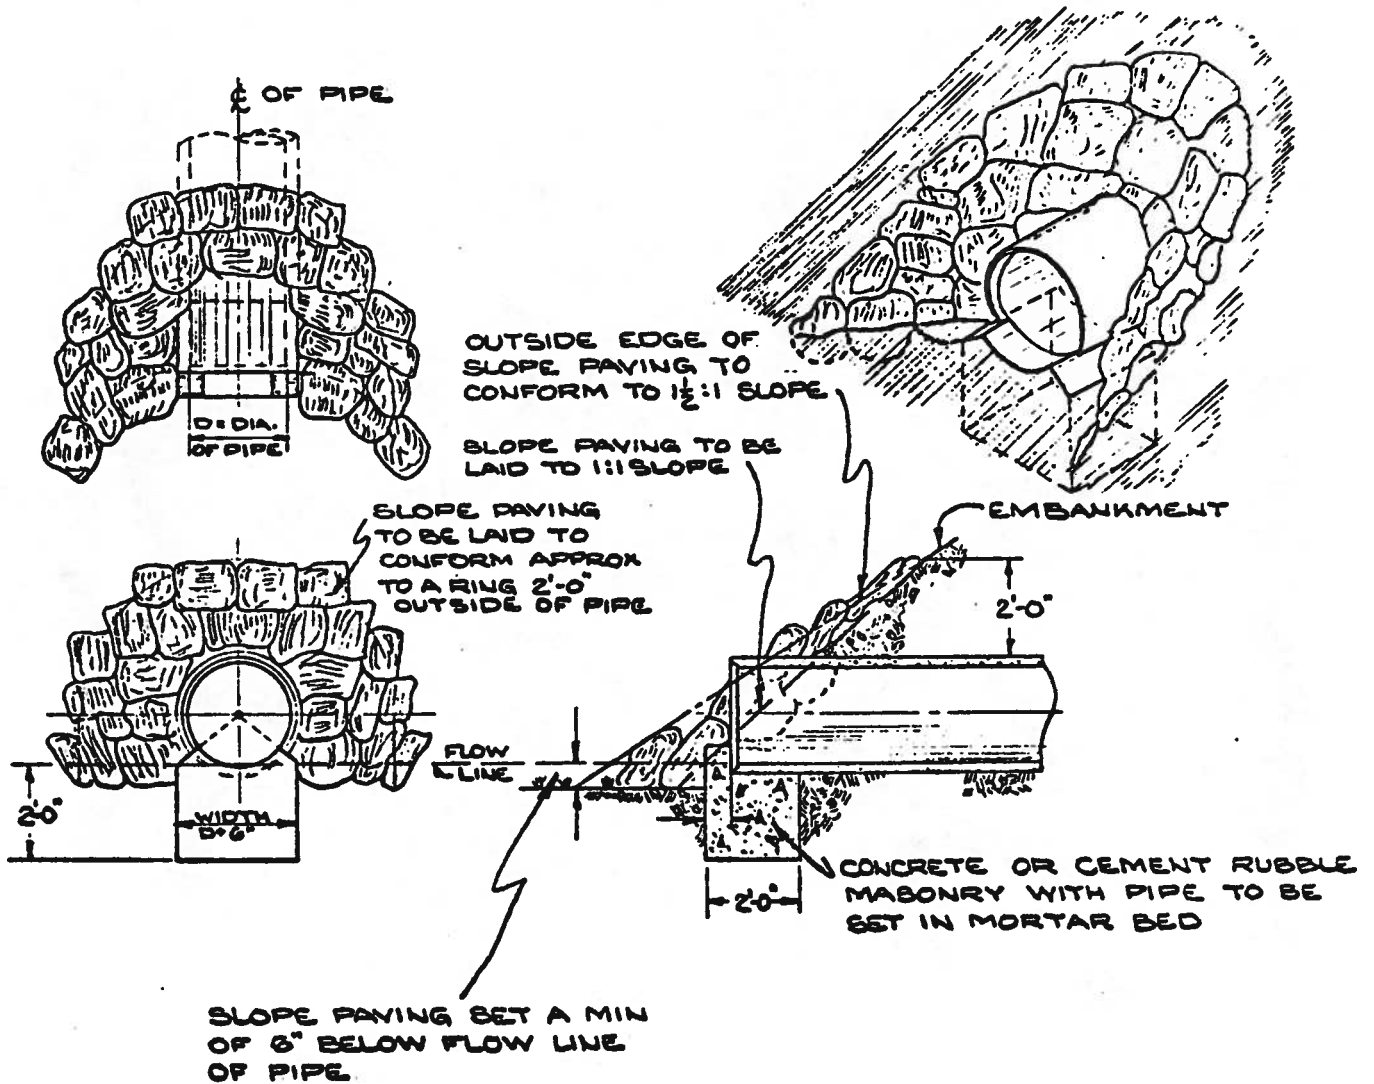 ℄ OF PIPE
D = DIA.
OF PIPE
OUTSIDE EDGE OF
SLOPE PAVING TO
CONFORM TO 1½:1 SLOPE
SLOPE PAVING TO BE
LAID TO 1:1 SLOPE
EMBANKMENT
SLOPE PAVING
TO BE LAID TO
CONFORM APPROX
TO A RING 2'-0"
OUTSIDE OF PIPE
2'-0"
FLOW
LINE
2'-0"
WIDTH
D+6"
2'-0"
CONCRETE OR CEMENT RUBBLE
MASONRY WITH PIPE TO BE
SET IN MORTAR BED
SLOPE PAVING SET A MIN
OF 6" BELOW FLOW LINE
OF PIPE